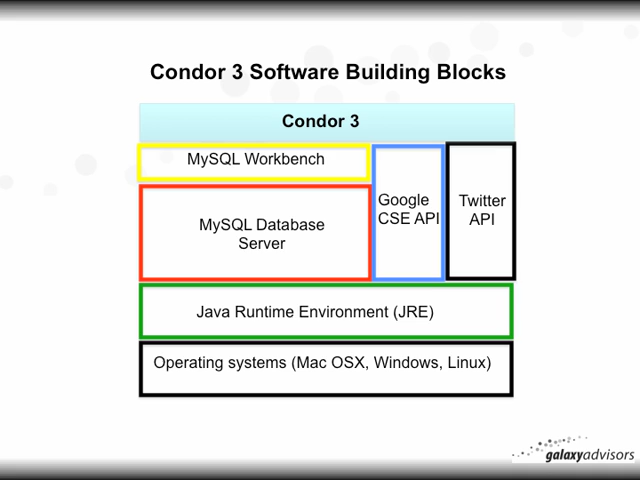 Condor 3 Software Building Blocks
Condor 3
MySQL Workbench
MySQL Database
Server
Google
CSE API
Twitter
API
Java Runtime Environment (JRE)
Operating systems (Mac OSX, Windows, Linux)
galaxyadvisors